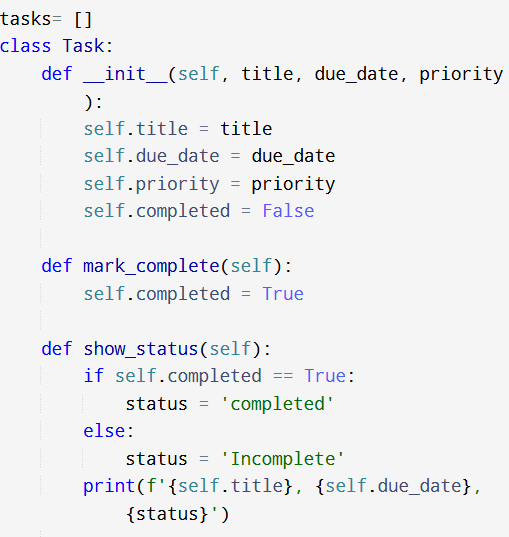 tasks= []
class Task:
    def __init__(self, title, due_date, priority
        ):
        self.title = title
        self.due_date = due_date
        self.priority = priority
        self.completed = False

    def mark_complete(self):
        self.completed = True

    def show_status(self):
        if self.completed == True:
            status = 'completed'
        else:
            status = 'Incomplete'
        print(f'{self.title}, {self.due_date},
            {status}')